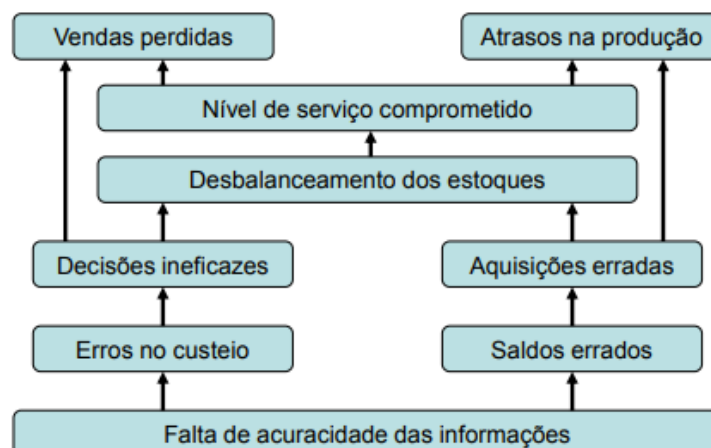 Vendas perdidas
Atrasos na produção
Nível de serviço comprometido
Desbalanceamento dos estoques
Decisões ineficazes
Aquisições erradas
Erros no custeio
Saldos errados
Falta de acuracidade das informações